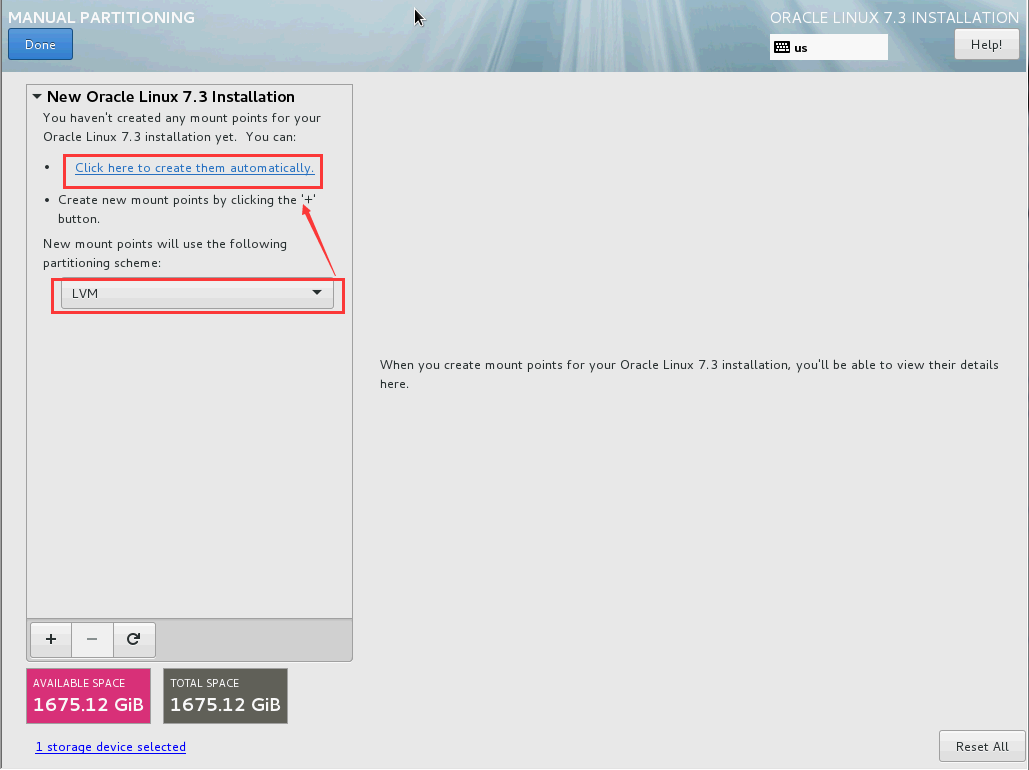 MANUAL PARTITIONING
ORACLE LINUX 7.3 INSTALLATION
Done
us
Help!
New Oracle Linux 7.3 Installation
You haven't created any mount points for your
Oracle Linux 7.3 installation yet. You can:
• Click here to create them automatically.
• Create new mount points by clicking the '+'
button.
New mount points will use the following
partitioning scheme:
LVM
When you create mount points for your Oracle Linux 7.3 installation, you'll be able to view their details
here.
+ −
AVAILABLE SPACE
1675.12 GiB
TOTAL SPACE
1675.12 GiB
1 storage device selected
Reset All